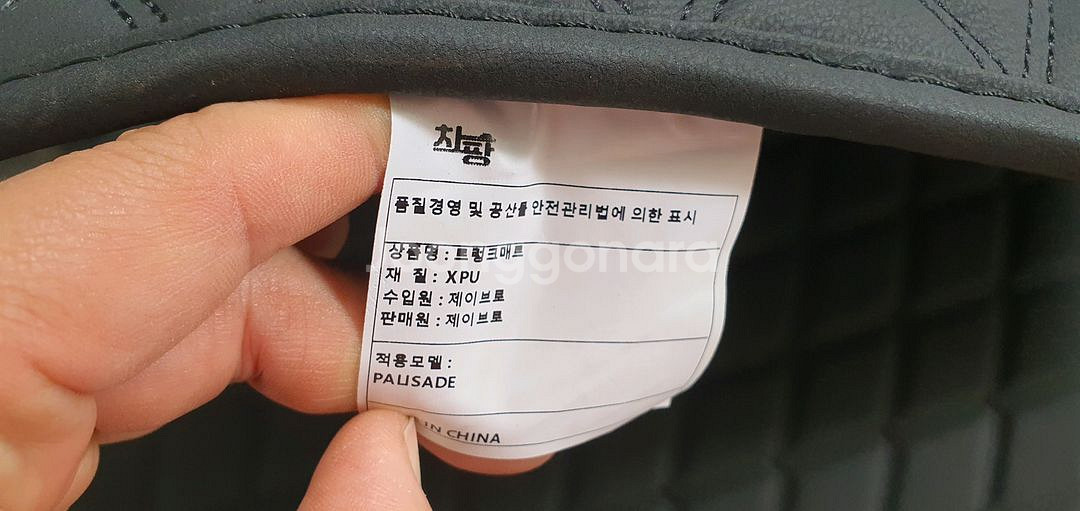 차팡
품질경영 및 공산품안전관리법에 의한 표시
상품명 : 트렁크매트
재 질 : XPU
수입원 : 제이브로
판매원 : 제이브로
적용모델 :
PALISADE
IN CHINA